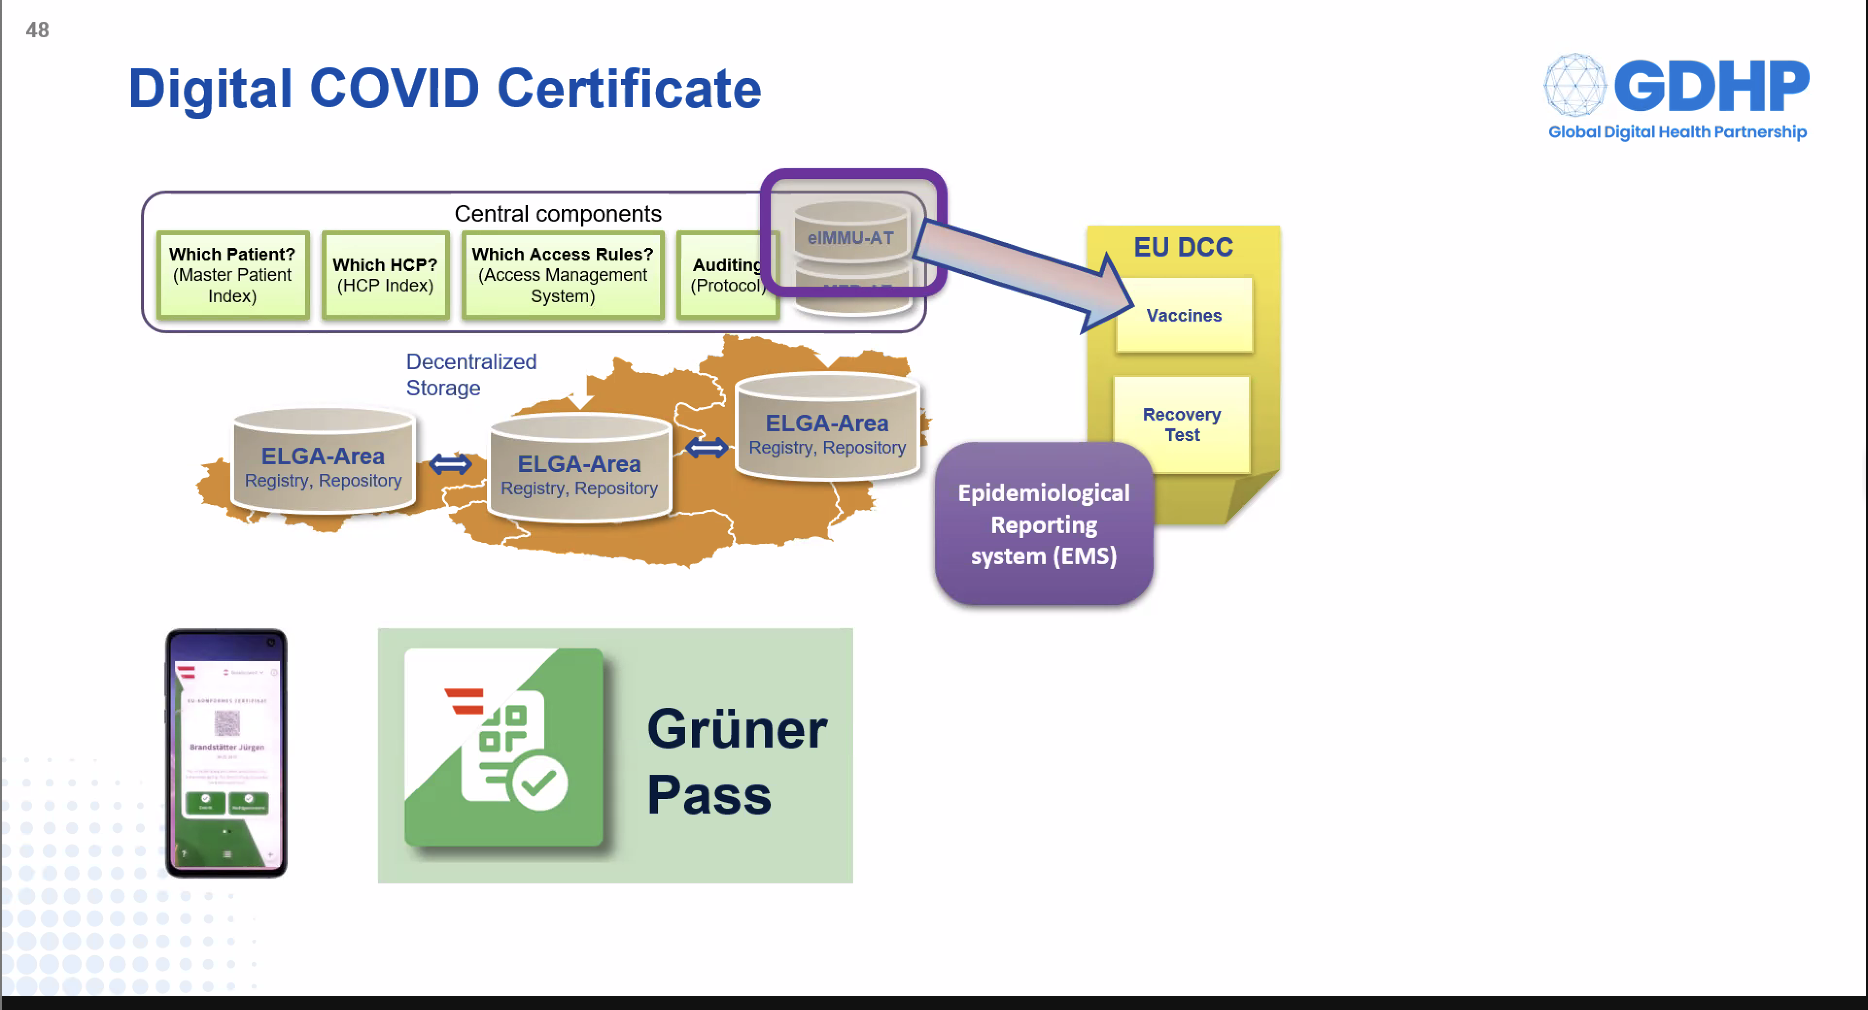 48
Digital COVID Certificate
GDHP
Global Digital Health Partnership
Central components
Which Patient?
(Master Patient
Index)
Which HCP?
(HCP Index)
Which Access Rules?
(Access Management
System)
Auditing
(Protocol)
eIMMU-AT
EU DCC
Vaccines
Recovery
Test
Decentralized
Storage
ELGA-Area
Registry, Repository
ELGA-Area
Registry, Repository
ELGA-Area
Registry, Repository
Epidemiological
Reporting
system (EMS)
EU-KONFORMES ZERTIFIKAT
Brandstätter Jürgen
Grüner
Pass